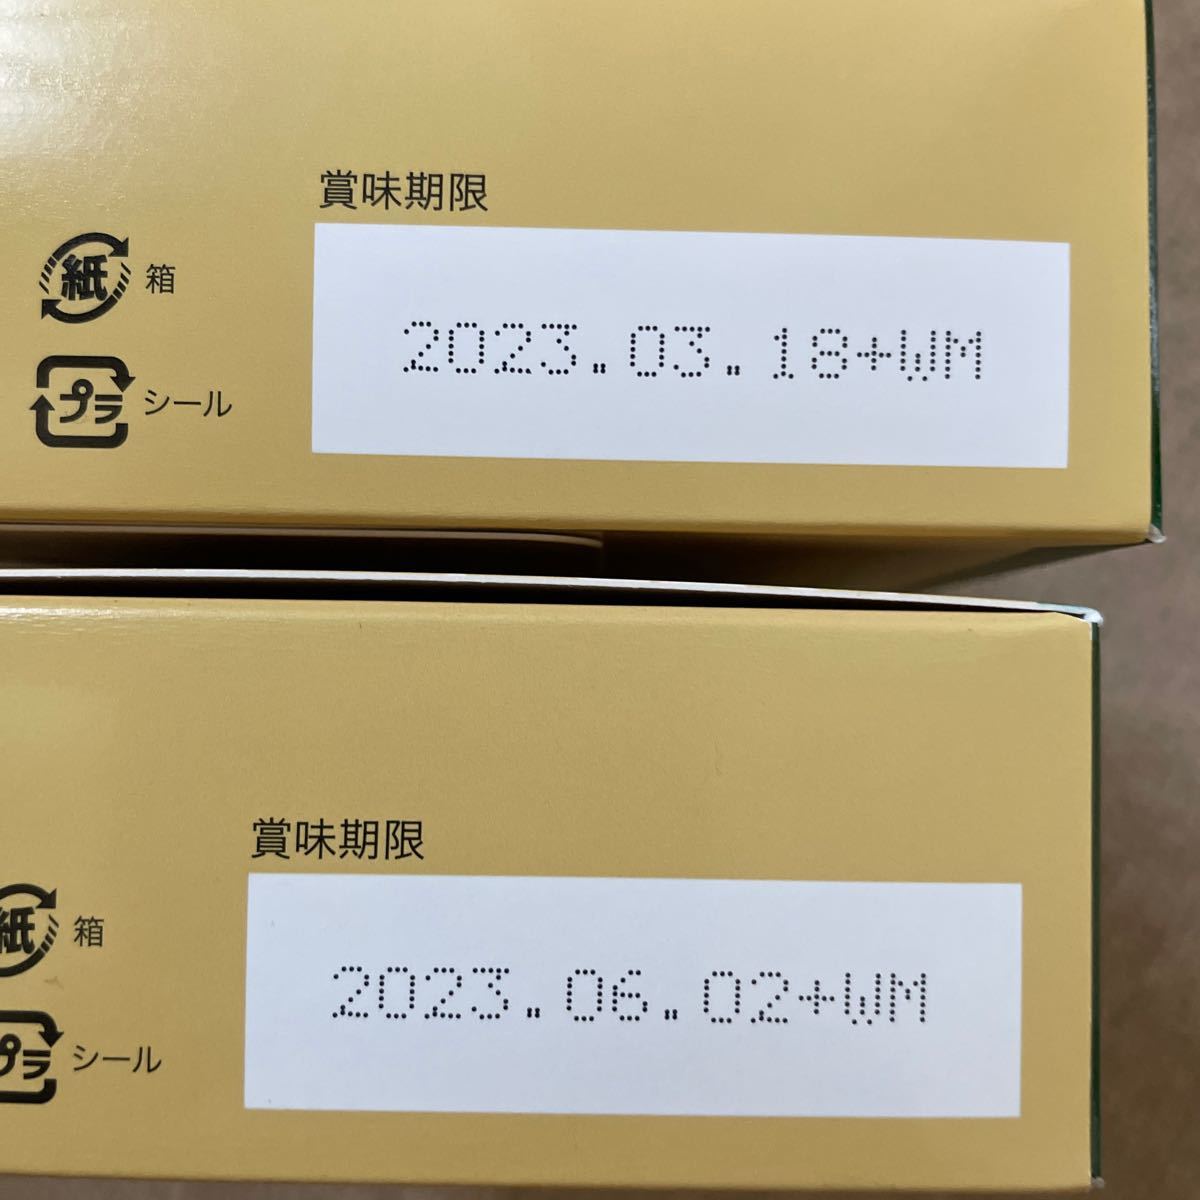 賞味期限
紙 箱
2023.03.18+WM
プラ シール
賞味期限
紙 箱
2023.06.02+WM
プラ シール